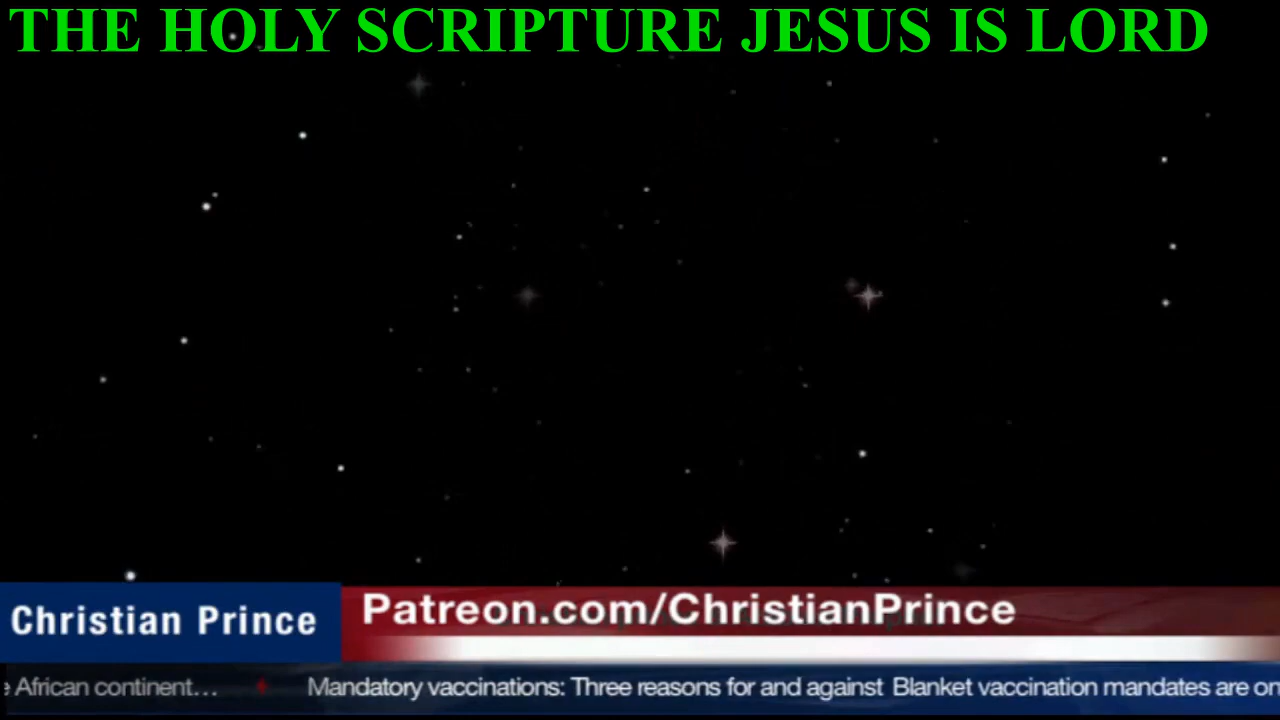 THE HOLY SCRIPTURE JESUS IS LORD
Christian Prince
Patreon.com/ChristianPrince
African continent... Mandatory vaccinations: Three reasons for and against Blanket vaccination mandates are